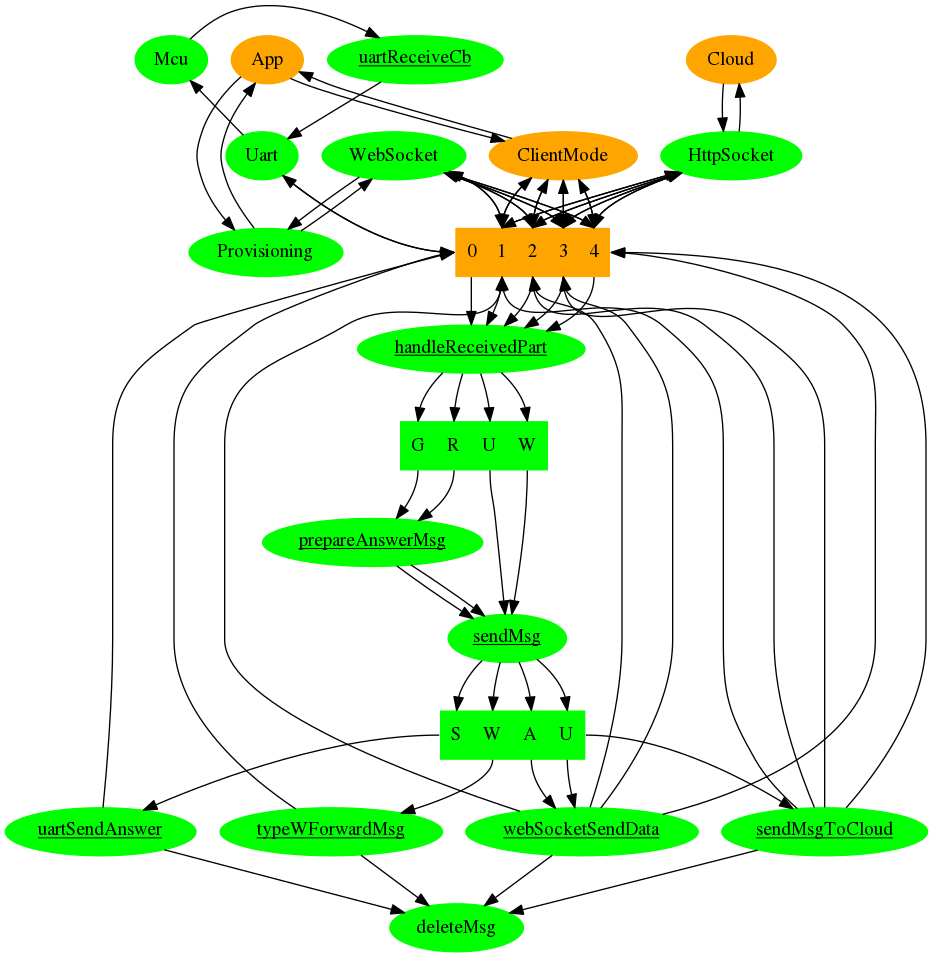 Mcu App uartReceiveCb Cloud
Uart WebSocket ClientMode HttpSocket
Provisioning 0 1 2 3 4
handleReceivedPart
G R U W
prepareAnswerMsg
sendMsg
S W A U
uartSendAnswer typeWForwardMsg webSocketSendData sendMsgToCloud
deleteMsg